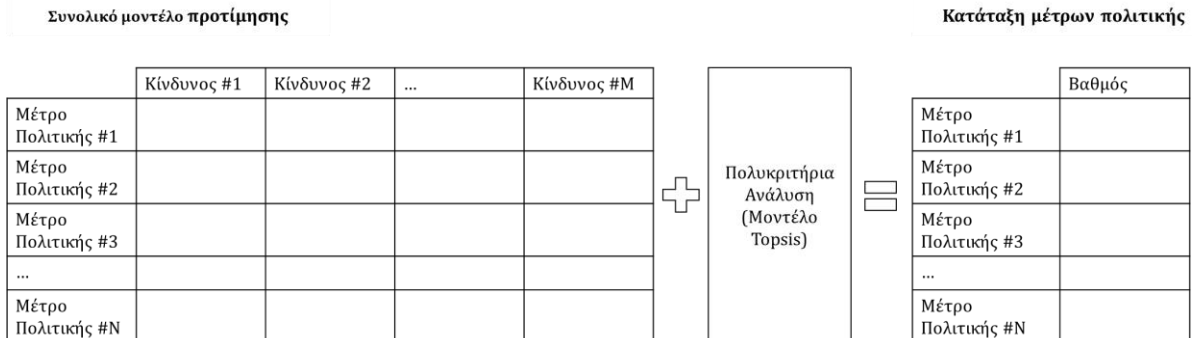 Συνολικό μοντέλο προτίμησης
Κατάταξη μέτρων πολιτικής
Κίνδυνος #1
Κίνδυνος #2
...
Κίνδυνος #M
Μέτρο
Πολιτικής #1
Μέτρο
Πολιτικής #2
Μέτρο
Πολιτικής #3
...
Μέτρο
Πολιτικής #N
Πολυκριτήρια
Ανάλυση
(Μοντέλο
Topsis)
Βαθμός
Μέτρο
Πολιτικής #1
Μέτρο
Πολιτικής #2
Μέτρο
Πολιτικής #3
...
Μέτρο
Πολιτικής #N